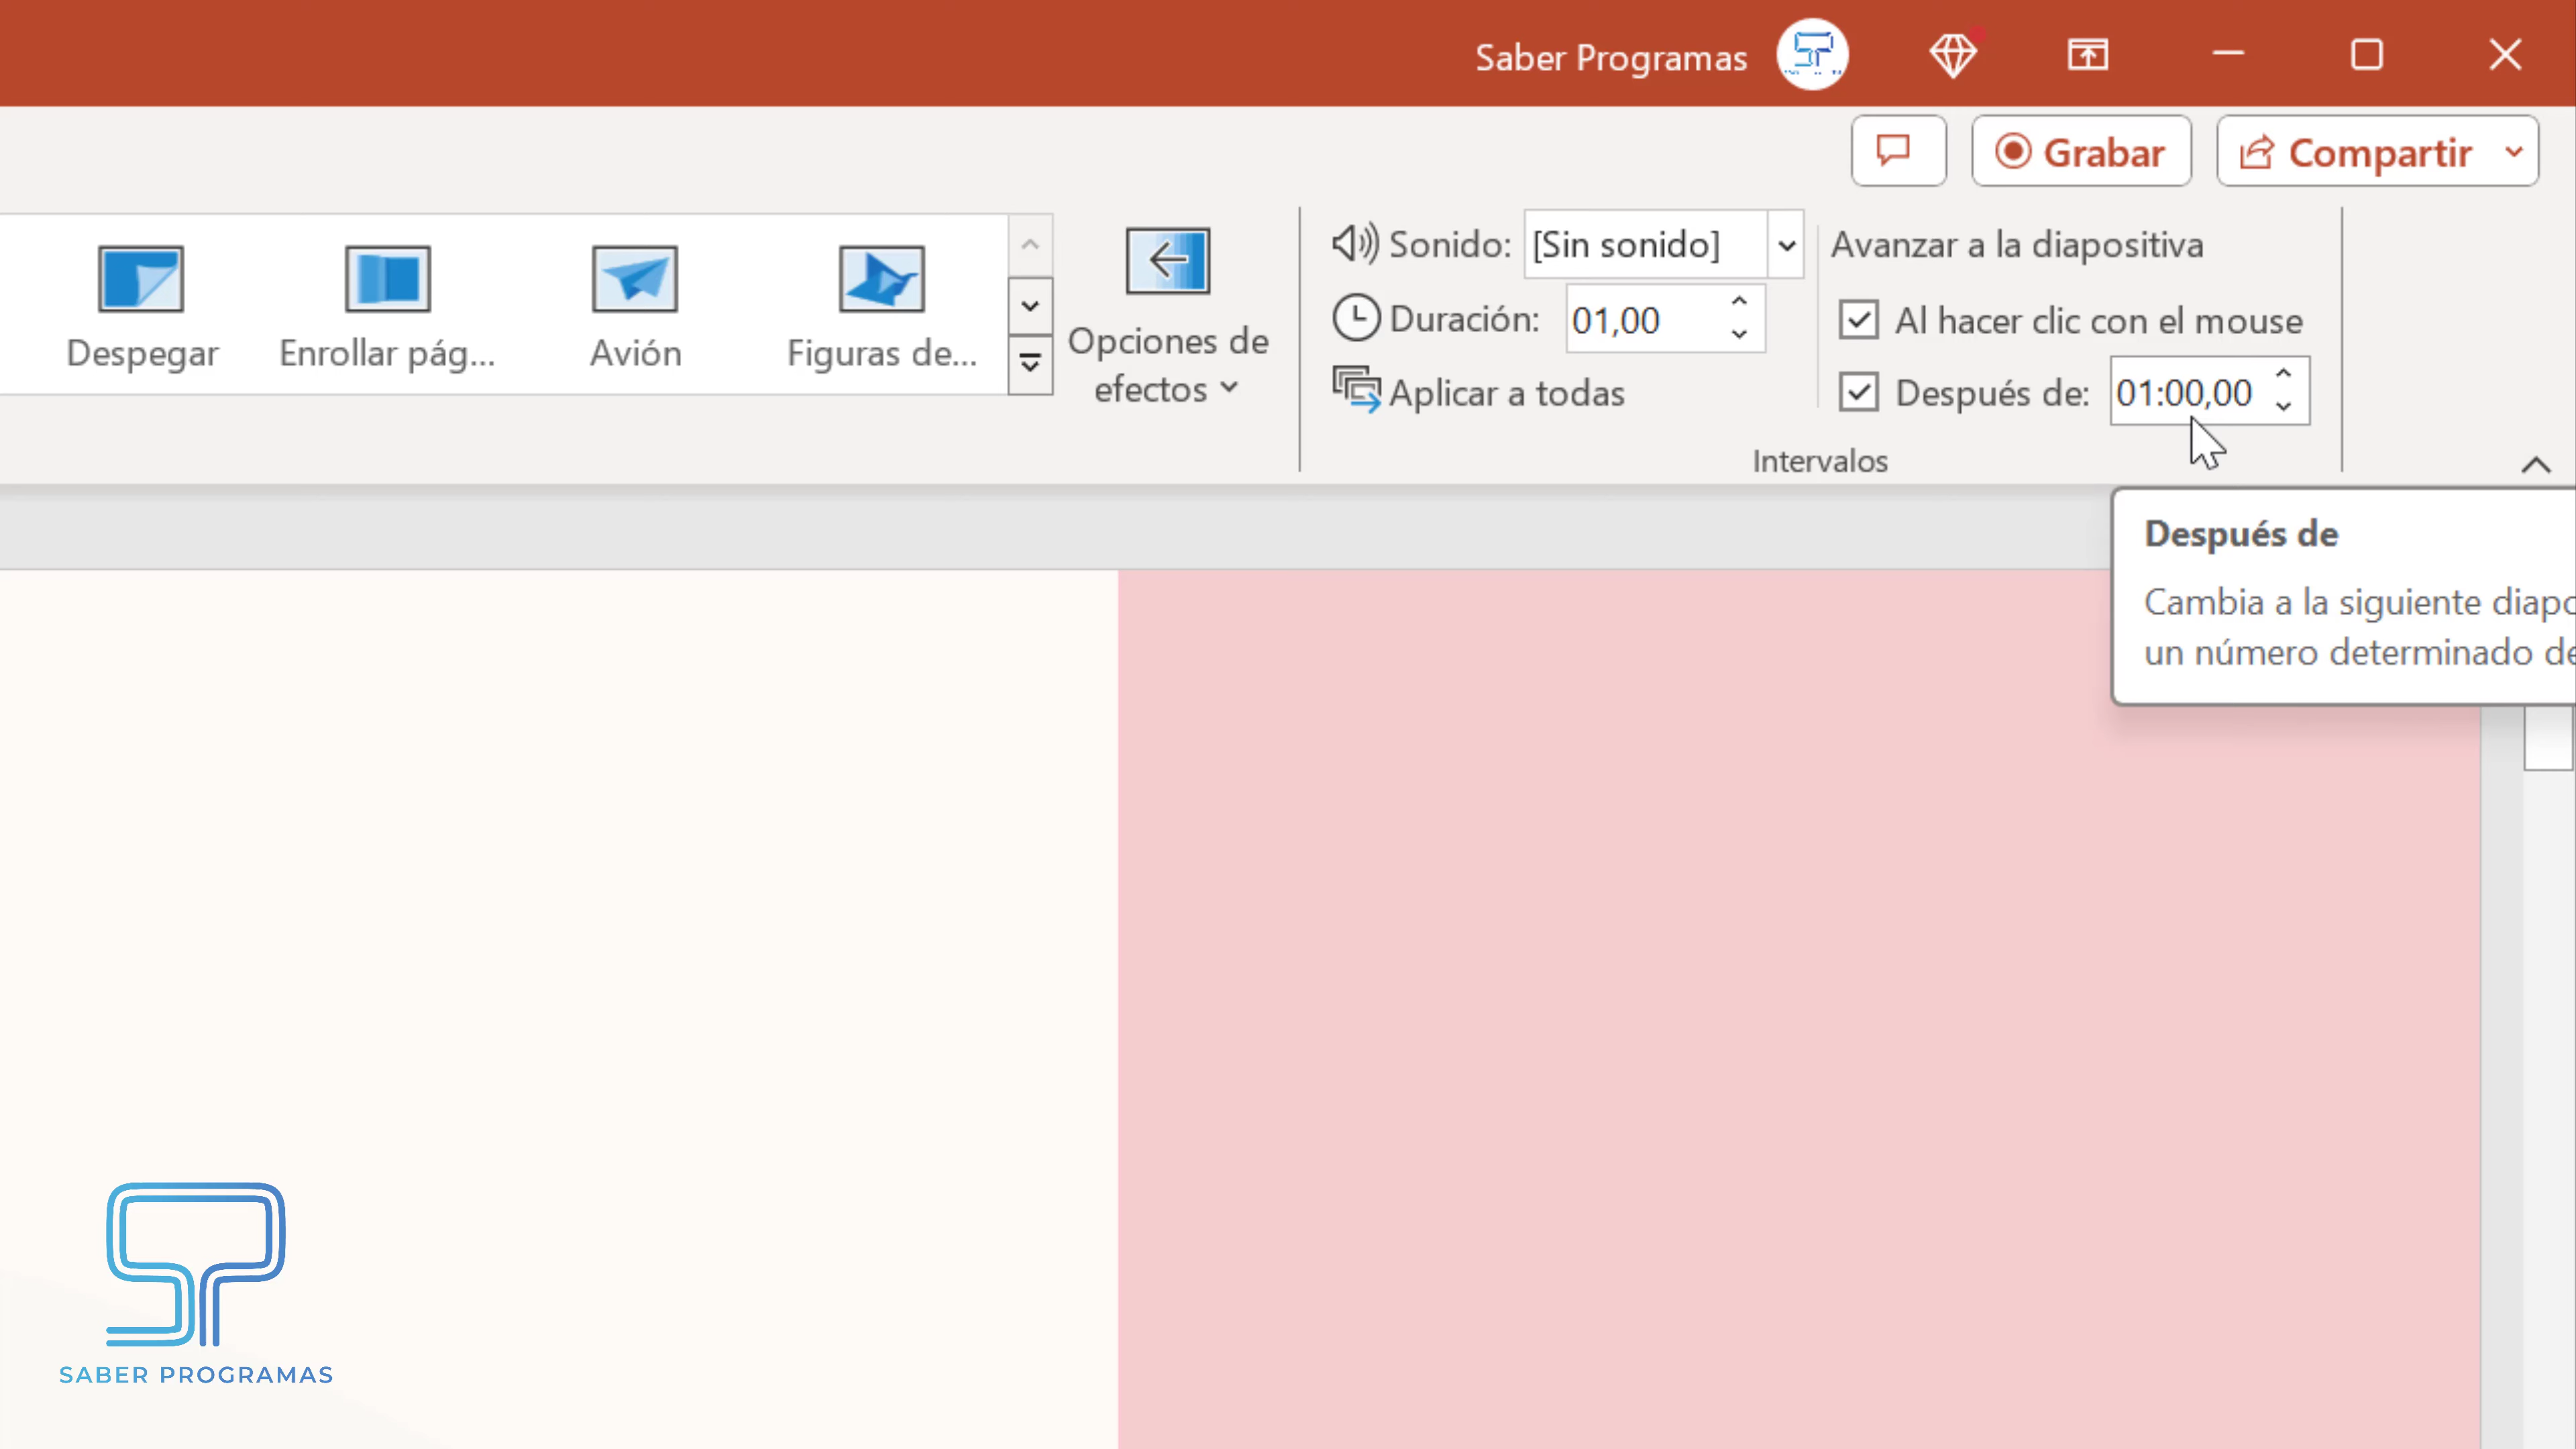 Saber Programas
Grabar
Compartir
Despegar
Enrollar pág...
Avión
Figuras de...
Opciones de
efectos
Sonido: [Sin sonido]
Duración: 01,00
Aplicar a todas
Avanzar a la diapositiva
Al hacer clic con el mouse
Después de: 01:00,00
Intervalos
Después de
Cambia a la siguiente diapo
un número determinado de
SABER PROGRAMAS